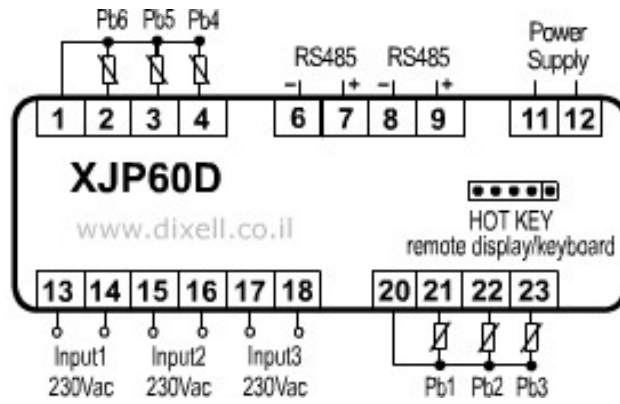 Pb6 Pb5 Pb4
RS485 RS485
Power
Supply
− + − +
1 2 3 4 6 7 8 9 11 12
XJP60D
www.dixell.co.il
HOT KEY
remote display/keyboard
13 14 15 16 17 18 20 21 22 23
Input1 Input2 Input3
230Vac 230Vac 230Vac
Pb1 Pb2 Pb3